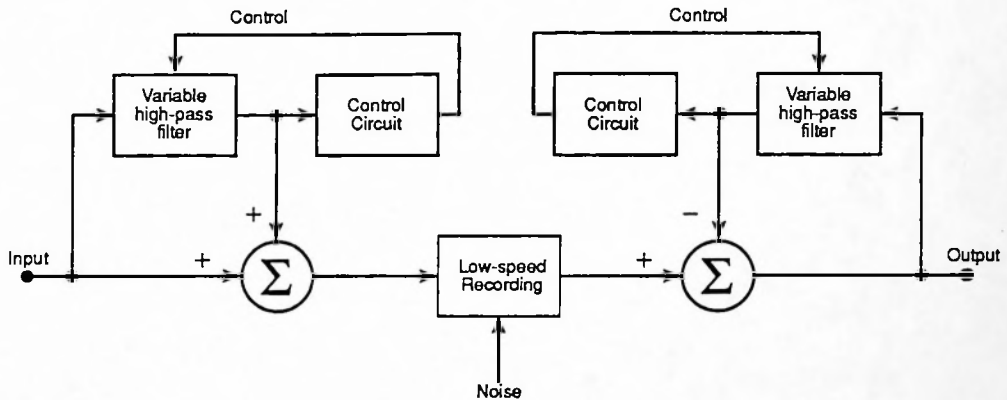 Control
Control
Variable
high-pass
filter
Control
Circuit
Control
Circuit
Variable
high-pass
filter
+
−
Input
+
Σ
Low-speed
Recording
+
Σ
Output
Noise